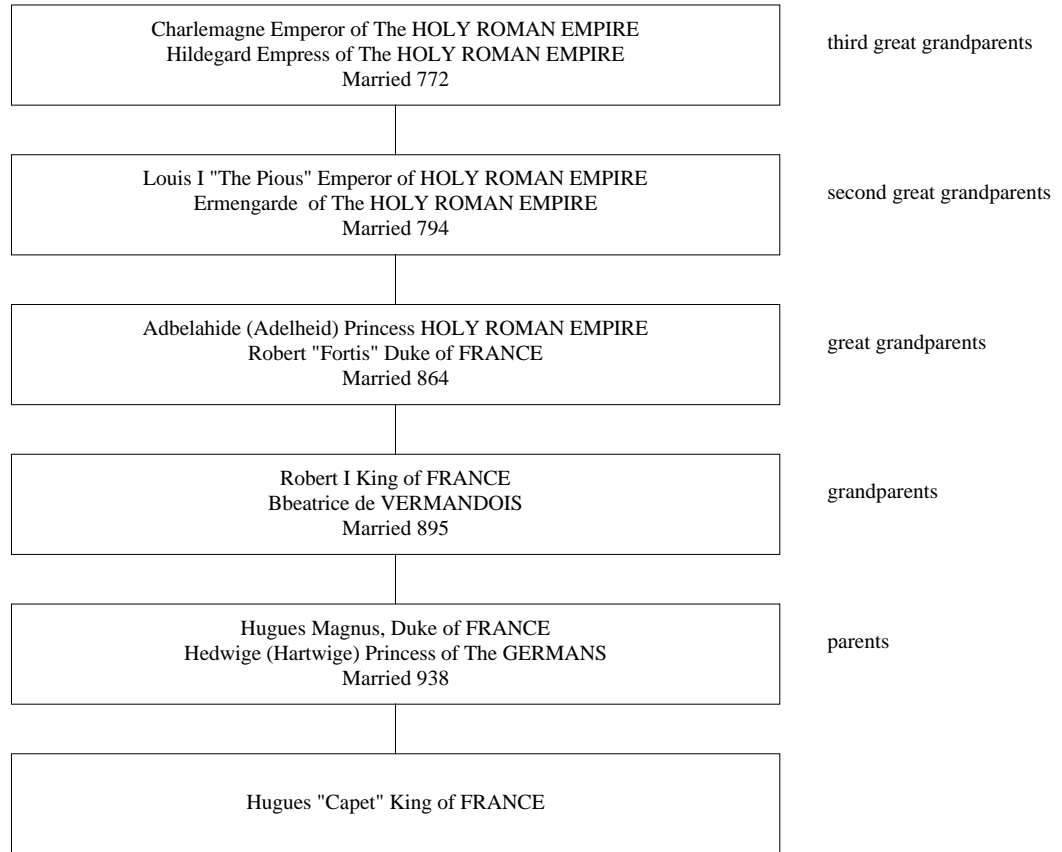 Charlemagne Emperor of The HOLY ROMAN EMPIRE
Hildegard Empress of The HOLY ROMAN EMPIRE
Married 772
third great grandparents
Louis I "The Pious" Emperor of HOLY ROMAN EMPIRE
Ermengarde of The HOLY ROMAN EMPIRE
Married 794
second great grandparents
Adbelahide (Adelheid) Princess HOLY ROMAN EMPIRE
Robert "Fortis" Duke of FRANCE
Married 864
great grandparents
Robert I King of FRANCE
Bbeatrice de VERMANDOIS
Married 895
grandparents
Hugues Magnus, Duke of FRANCE
Hedwige (Hartwige) Princess of The GERMANS
Married 938
parents
Hugues "Capet" King of FRANCE